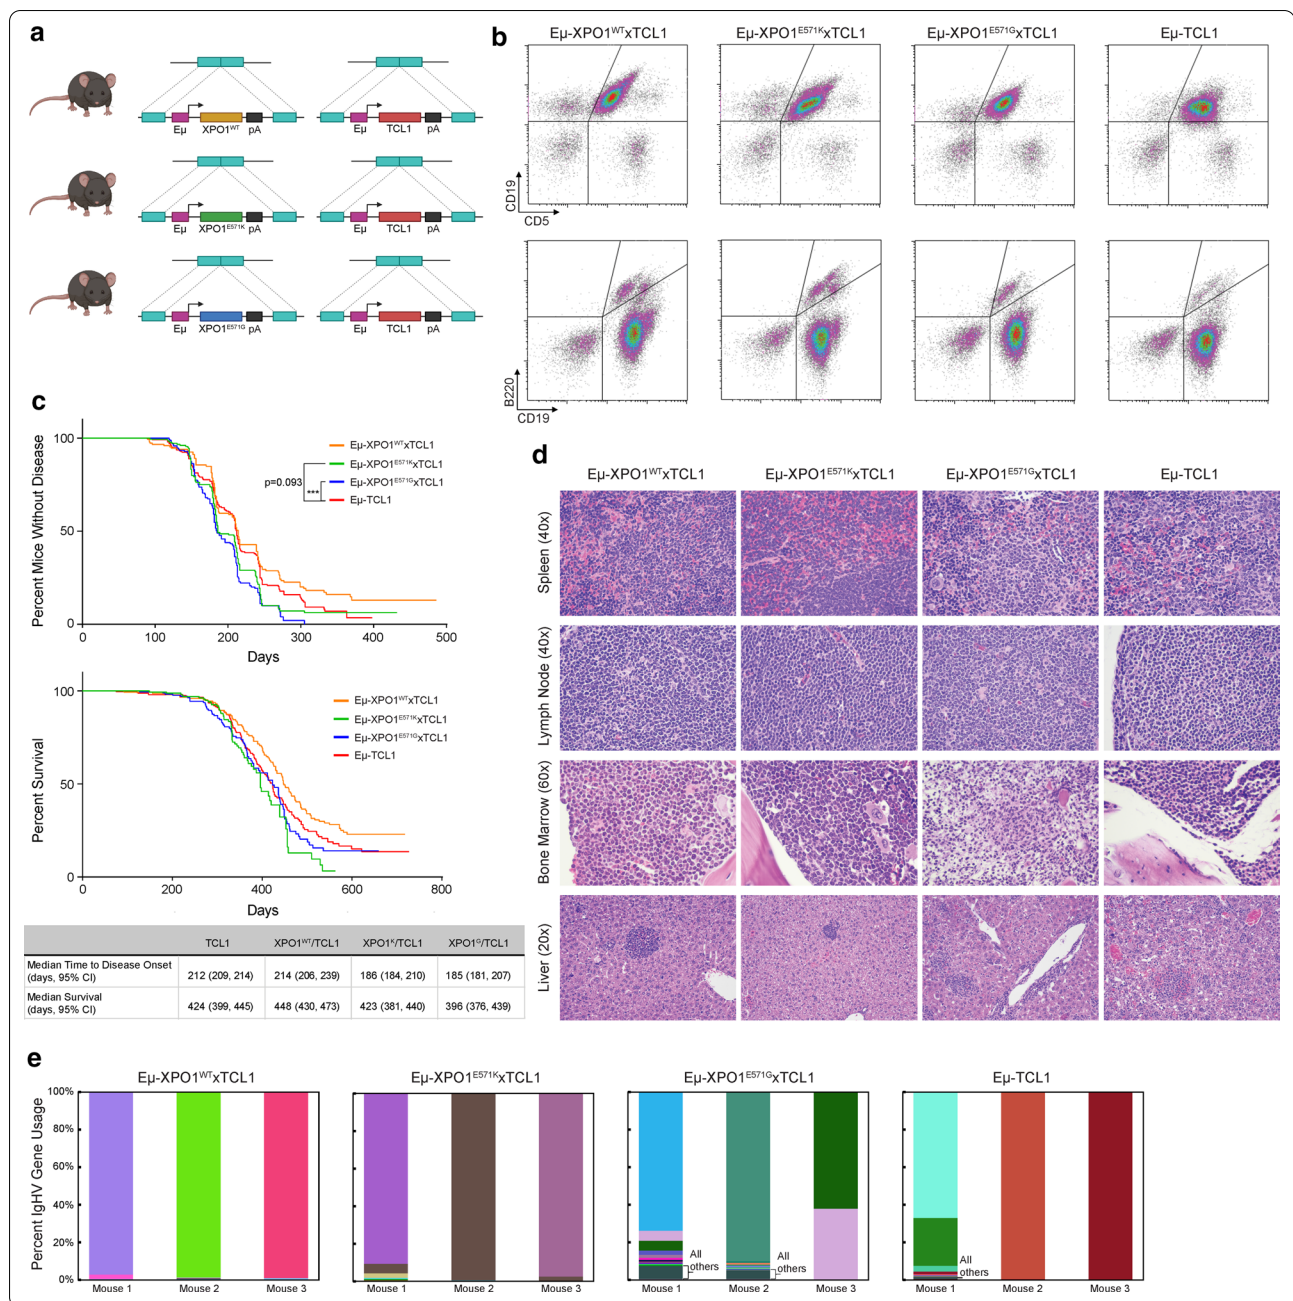 a
Eµ XPO1WT pA
Eµ TCL1 pA
Eµ XPO1E571K pA
Eµ TCL1 pA
Eµ XPO1E571G pA
Eµ TCL1 pA
b
Eµ-XPO1WTxTCL1
Eµ-XPO1E571KxTCL1
Eµ-XPO1E571GxTCL1
Eµ-TCL1
CD19
CD5
B220
CD19
c
Percent Mice Without Disease
100
50
0
0 100 200 300 400 500
Days
Eµ-XPO1WTxTCL1
Eµ-XPO1E571KxTCL1
Eµ-XPO1E571GxTCL1
Eµ-TCL1
p=0.093
***
Percent Survival
100
50
0
0 200 400 600 800
Days
Eµ-XPO1WTxTCL1
Eµ-XPO1E571KxTCL1
Eµ-XPO1E571GxTCL1
Eµ-TCL1
TCL1 XPO1WT/TCL1 XPO1K/TCL1 XPO1G/TCL1
Median Time to Disease Onset
(days, 95% CI)
212 (209, 214) 214 (206, 239) 186 (184, 210) 185 (181, 207)
Median Survival
(days, 95% CI)
424 (399, 445) 448 (430, 473) 423 (381, 440) 396 (376, 439)
d
Eµ-XPO1WTxTCL1
Eµ-XPO1E571KxTCL1
Eµ-XPO1E571GxTCL1
Eµ-TCL1
Spleen (40x)
Lymph Node (40x)
Bone Marrow (60x)
Liver (20x)
e
Percent IgHV Gene Usage
100%
80%
60%
40%
20%
0%
Eµ-XPO1WTxTCL1
Mouse 1 Mouse 2 Mouse 3
Eµ-XPO1E571KxTCL1
Mouse 1 Mouse 2 Mouse 3
Eµ-XPO1E571GxTCL1
All
others
All
others
Mouse 1 Mouse 2 Mouse 3
Eµ-TCL1
All
others
Mouse 1 Mouse 2 Mouse 3